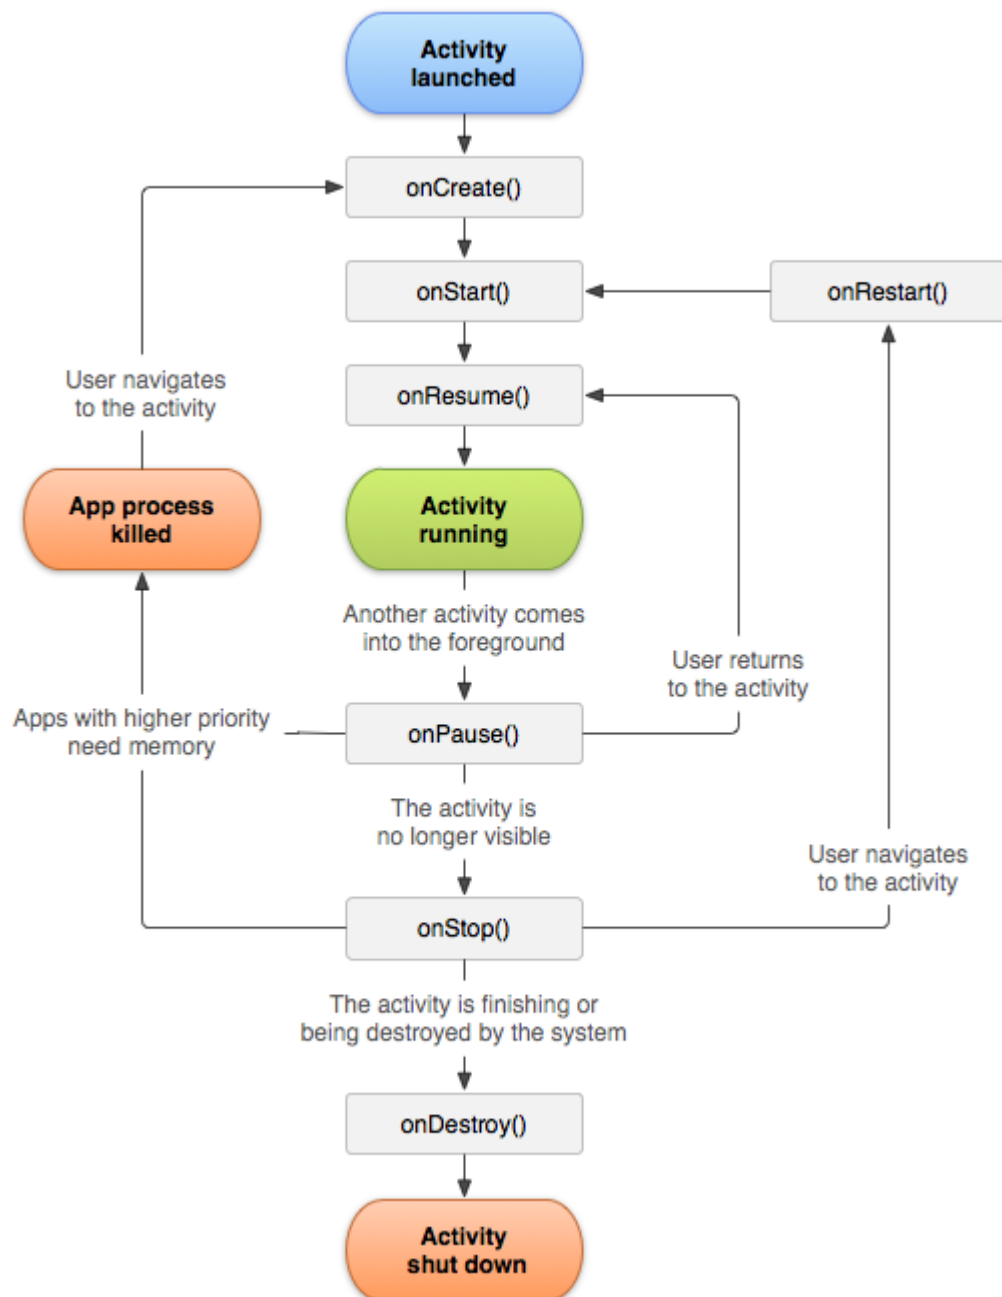 Activity
launched
onCreate()
onStart()
onRestart()
onResume()
User navigates
to the activity
App process
killed
Activity
running
Another activity comes
into the foreground
User returns
to the activity
Apps with higher priority
need memory
onPause()
The activity is
no longer visible
User navigates
to the activity
onStop()
The activity is finishing or
being destroyed by the system
onDestroy()
Activity
shut down